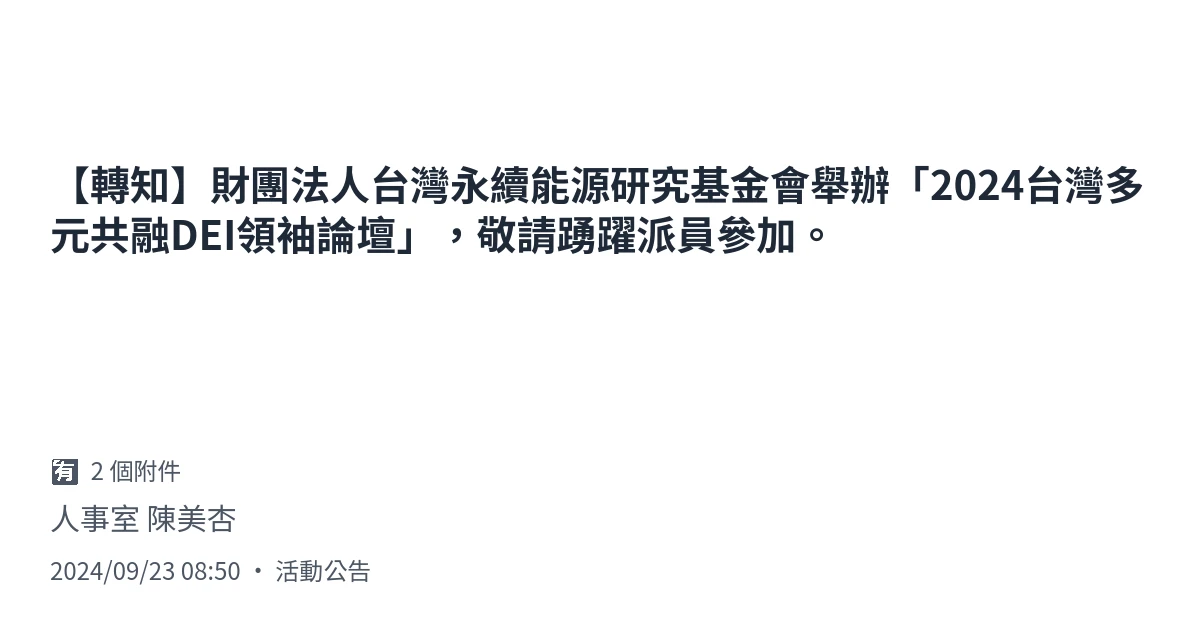 【轉知】財團法人台灣永續能源研究基金會舉辦「2024台灣多
元共融DEI領袖論壇」，敬請踴躍派員參加。
有 2 個附件
人事室 陳美杏
2024/09/23 08:50 ・ 活動公告